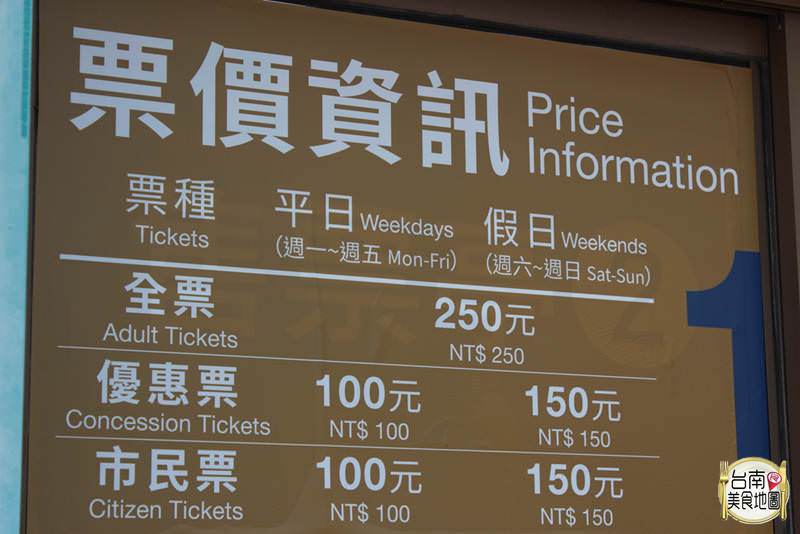 票價資訊 Price Information
票種 平日 Weekdays 假日 Weekends
Tickets (週一~週五 Mon-Fri) (週六~週日 Sat-Sun)
全票 250元
Adult Tickets NT$ 250
優惠票 100元 150元
Concession Tickets NT$ 100 NT$ 150
市民票 100元 150元
Citizen Tickets NT$ 100 NT$ 150
1
台南
美食地圖